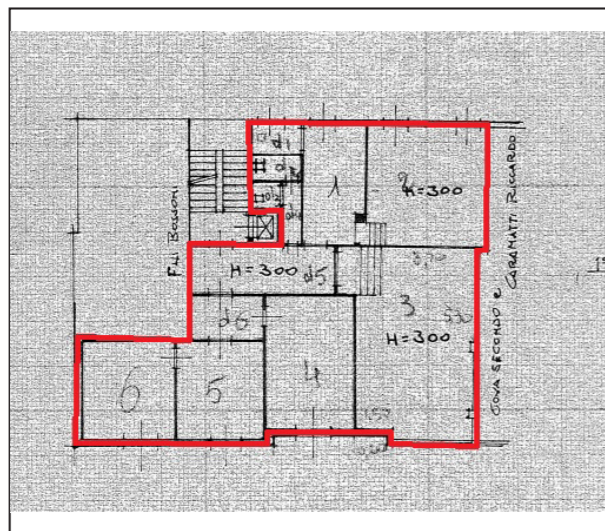 d1
d
1
2
H=300
d2
d4
F.lli BOSSONI
COVA SECONDO e
CARAMATTI RICCARDO
H=300
d5
3
H=300
d6
4
5
6